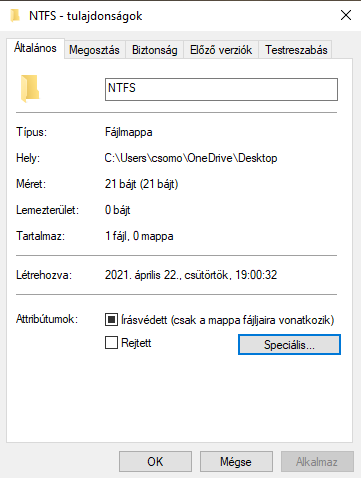 NTFS - tulajdonságok
Általános Megosztás Biztonság Előző verziók Testreszabás
NTFS
Típus: Fájlmappa
Hely: C:\Users\csomo\OneDrive\Desktop
Méret: 21 bájt (21 bájt)
Lemezterület: 0 bájt
Tartalmaz: 1 fájl, 0 mappa
Létrehozva: 2021. április 22., csütörtök, 19:00:32
Attribútumok: Írásvédett (csak a mappa fájljaira vonatkozik)
Rejtett Speciális...
OK Mégse Alkalmaz